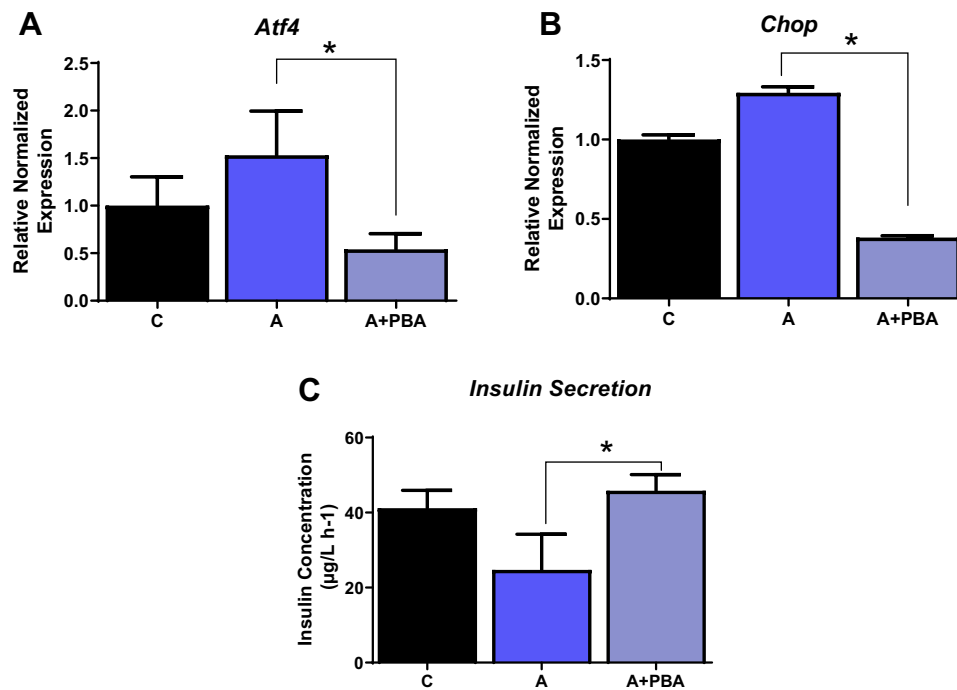 A
Atf4
*
Relative Normalized
Expression
2.5
2.0
1.5
1.0
0.5
0.0
C
A
A+PBA
B
Chop
*
Relative Normalized
Expression
1.5
1.0
0.5
0.0
C
A
A+PBA
C
Insulin Secretion
*
Insulin Concentration
(µg/L h-1)
60
40
20
0
C
A
A+PBA